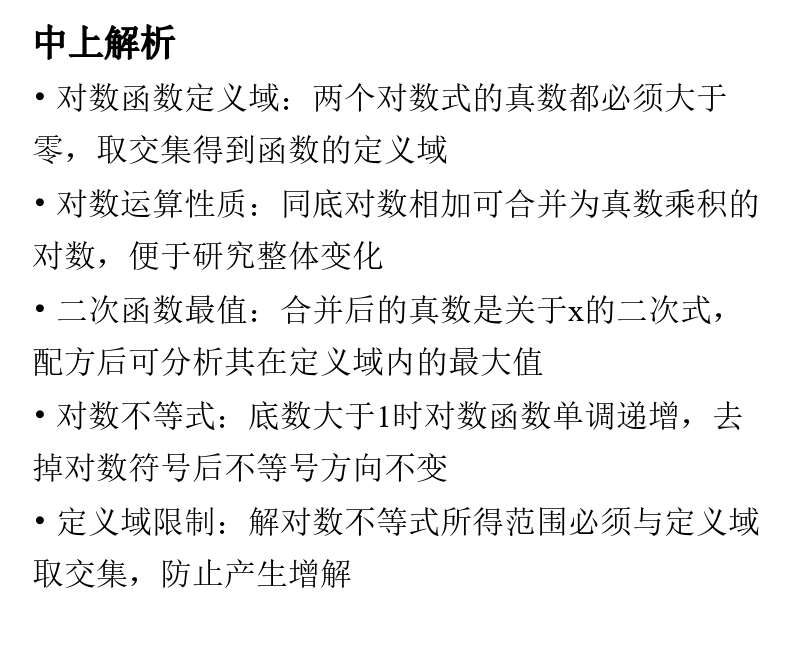 中上解析
• 对数函数定义域：两个对数式的真数都必须大于
零，取交集得到函数的定义域
• 对数运算性质：同底对数相加可合并为真数乘积的
对数，便于研究整体变化
• 二次函数最值：合并后的真数是关于x的二次式，
配方后可分析其在定义域内的最大值
• 对数不等式：底数大于1时对数函数单调递增，去
掉对数符号后不等号方向不变
• 定义域限制：解对数不等式所得范围必须与定义域
取交集，防止产生增解